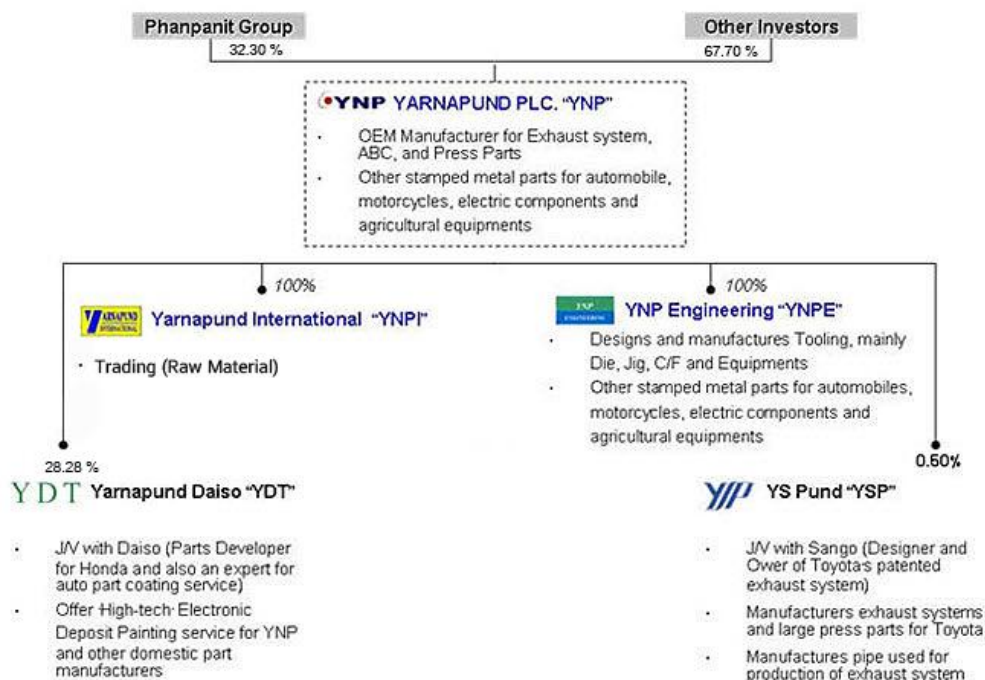 Phanpanit Group
Other Investors
32.30 %
67.70 %
YNP YARNAPUND PLC. "YNP"
· OEM Manufacturer for Exhaust system,
ABC, and Press Parts
· Other stamped metal parts for automobile,
motorcycles, electric components and
agricultural equipments
100%
100%
YARNAPUND
INTERNATIONAL
Yarnapund International "YNPI"
· Trading (Raw Material)
YNP
ENGINEERING
YNP Engineering "YNPE"
· Designs and manufactures Tooling, mainly
Die, Jig, C/F and Equipments
· Other stamped metal parts for automobiles,
motorcycles, electric components and
agricultural equipments
28.28 %
0.50%
YDT Yarnapund Daiso "YDT"
· J/V with Daiso (Parts Developer
for Honda and also an expert for
auto part coating service)
· Offer High-tech Electronic
Deposit Painting service for YNP
and other domestic part
manufacturers
YSP YS Pund "YSP"
· J/V with Sango (Designer and
Ower of Toyota's patented
exhaust system)
· Manufacturers exhaust systems
and large press parts for Toyota
· Manufactures pipe used for
production of exhaust system